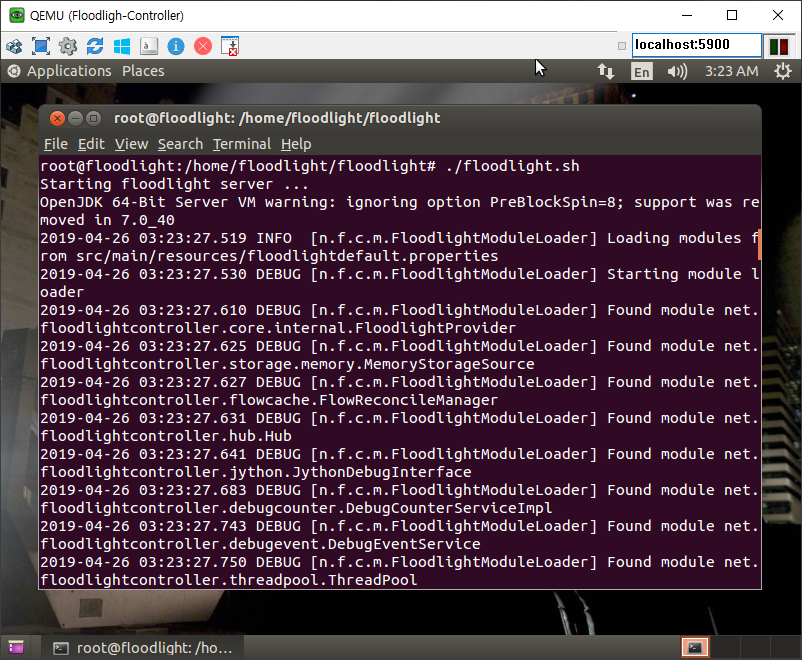 QEMU (Floodligh-Controller)
localhost:5900
Applications Places
En
3:23 AM
root@floodlight: /home/floodlight/floodlight
File Edit View Search Terminal Help
root@floodlight:/home/floodlight/floodlight# ./floodlight.sh
Starting floodlight server ...
OpenJDK 64-Bit Server VM warning: ignoring option PreBlockSpin=8; support was re
moved in 7.0_40
2019-04-26 03:23:27.519 INFO  [n.f.c.m.FloodlightModuleLoader] Loading modules f
rom src/main/resources/floodlightdefault.properties
2019-04-26 03:23:27.530 DEBUG [n.f.c.m.FloodlightModuleLoader] Starting module l
oader
2019-04-26 03:23:27.610 DEBUG [n.f.c.m.FloodlightModuleLoader] Found module net.
floodlightcontroller.core.internal.FloodlightProvider
2019-04-26 03:23:27.625 DEBUG [n.f.c.m.FloodlightModuleLoader] Found module net.
floodlightcontroller.storage.memory.MemoryStorageSource
2019-04-26 03:23:27.627 DEBUG [n.f.c.m.FloodlightModuleLoader] Found module net.
floodlightcontroller.flowcache.FlowReconcileManager
2019-04-26 03:23:27.631 DEBUG [n.f.c.m.FloodlightModuleLoader] Found module net.
floodlightcontroller.hub.Hub
2019-04-26 03:23:27.641 DEBUG [n.f.c.m.FloodlightModuleLoader] Found module net.
floodlightcontroller.jython.JythonDebugInterface
2019-04-26 03:23:27.683 DEBUG [n.f.c.m.FloodlightModuleLoader] Found module net.
floodlightcontroller.debugcounter.DebugCounterServiceImpl
2019-04-26 03:23:27.743 DEBUG [n.f.c.m.FloodlightModuleLoader] Found module net.
floodlightcontroller.debugevent.DebugEventService
2019-04-26 03:23:27.750 DEBUG [n.f.c.m.FloodlightModuleLoader] Found module net.
floodlightcontroller.threadpool.ThreadPool
root@floodlight: /ho...